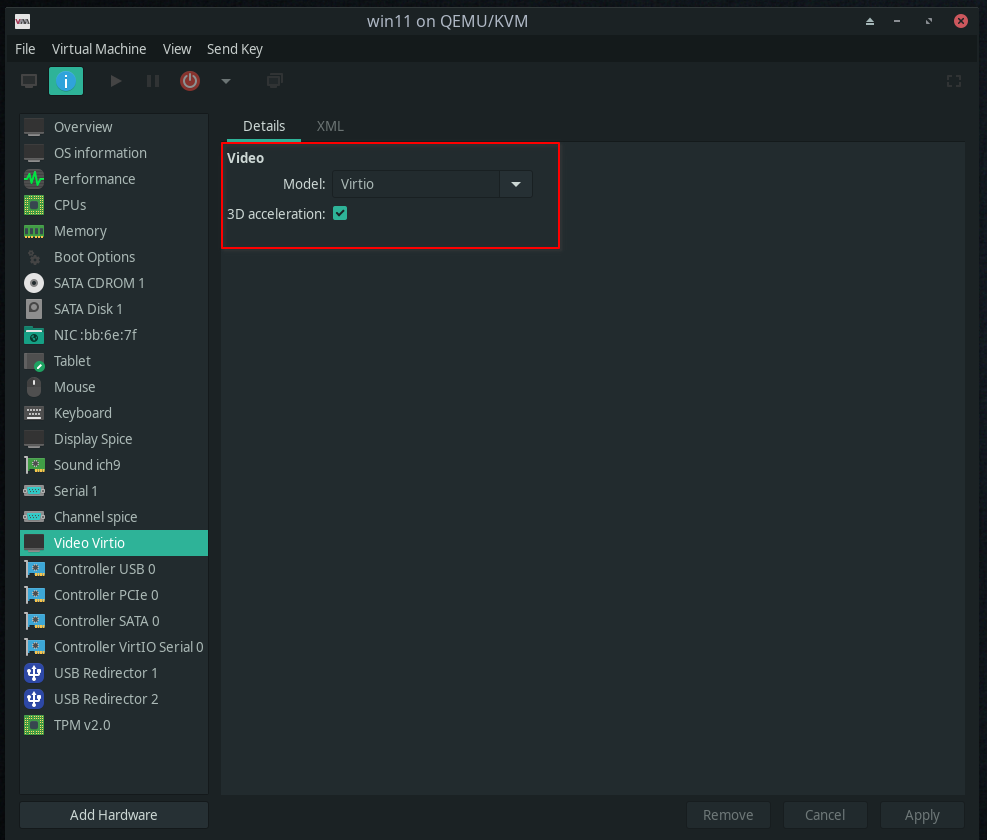 win11 on QEMU/KVM
File Virtual Machine View Send Key
Details XML
Overview
OS information
Performance
CPUs
Memory
Boot Options
SATA CDROM 1
SATA Disk 1
NIC :bb:6e:7f
Tablet
Mouse
Keyboard
Display Spice
Sound ich9
Serial 1
Channel spice
Video Virtio
Controller USB 0
Controller PCIe 0
Controller SATA 0
Controller VirtIO Serial 0
USB Redirector 1
USB Redirector 2
TPM v2.0
Video
Model: Virtio
3D acceleration:
Add Hardware
Remove Cancel Apply